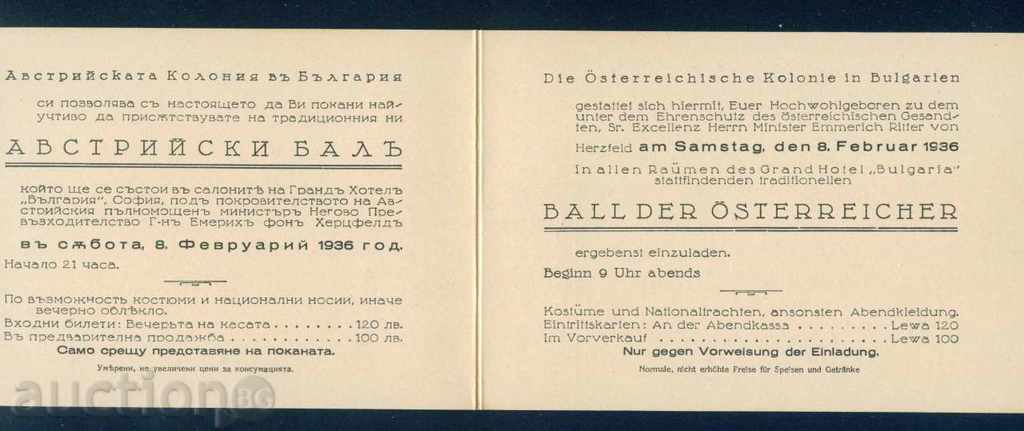 Австрийската Колония въ България
си позволява съ настоящето да Ви покани най-
учтиво да присѫтствувате на традиционния ни
АВСТРИЙСКИ БАЛЪ
който ще се състои въ салонитѣ на Грандъ Хотелъ
„България“, София, подъ покровителството на Ав-
стрийския пълномощенъ министъръ Негово Пре-
възходителство Г-нъ Емерихъ фонъ Херцфелдъ
въ сѫбота, 8. Февруарий 1936 год.
Начало 21 часа.
По възможность костюми и национални носии, иначе
вечерно облѣкло.
Входни билети: Вечерьта на касата ........ 120 лв.
Въ предварителна продажба ............ 100 лв.
Само срещу представяне на поканата.
Умѣрени, не увеличени цени за консумацията.
Die Österreichische Kolonie in Bulgarien
gestattet sich hiermit, Euer Hochwohlgeboren zu dem
unter dem Ehrenschutz des österreichischen Gesand-
ten, Sr. Excellenz Herrn Minister Emmerich Ritter von
Herzfeld am Samstag, den 8. Februar 1936
in allen Raümen des Grand Hotel „Bulgaria“
stattfindenden traditionellen
BALL DER ÖSTERREICHER
ergebenst einzuladen.
Beginn 9 Uhr abends
Kostüme und Nationaltrachten, ansonsten Abendkleidung.
Eintrittskarten: An der Abendkassa ......... Lewa 120
Im Vorverkauf ................ Lewa 100
Nur gegen Vorweisung der Einladung.
Normale, nicht erhöhte Preise für Speisen und Getränke
auction BG